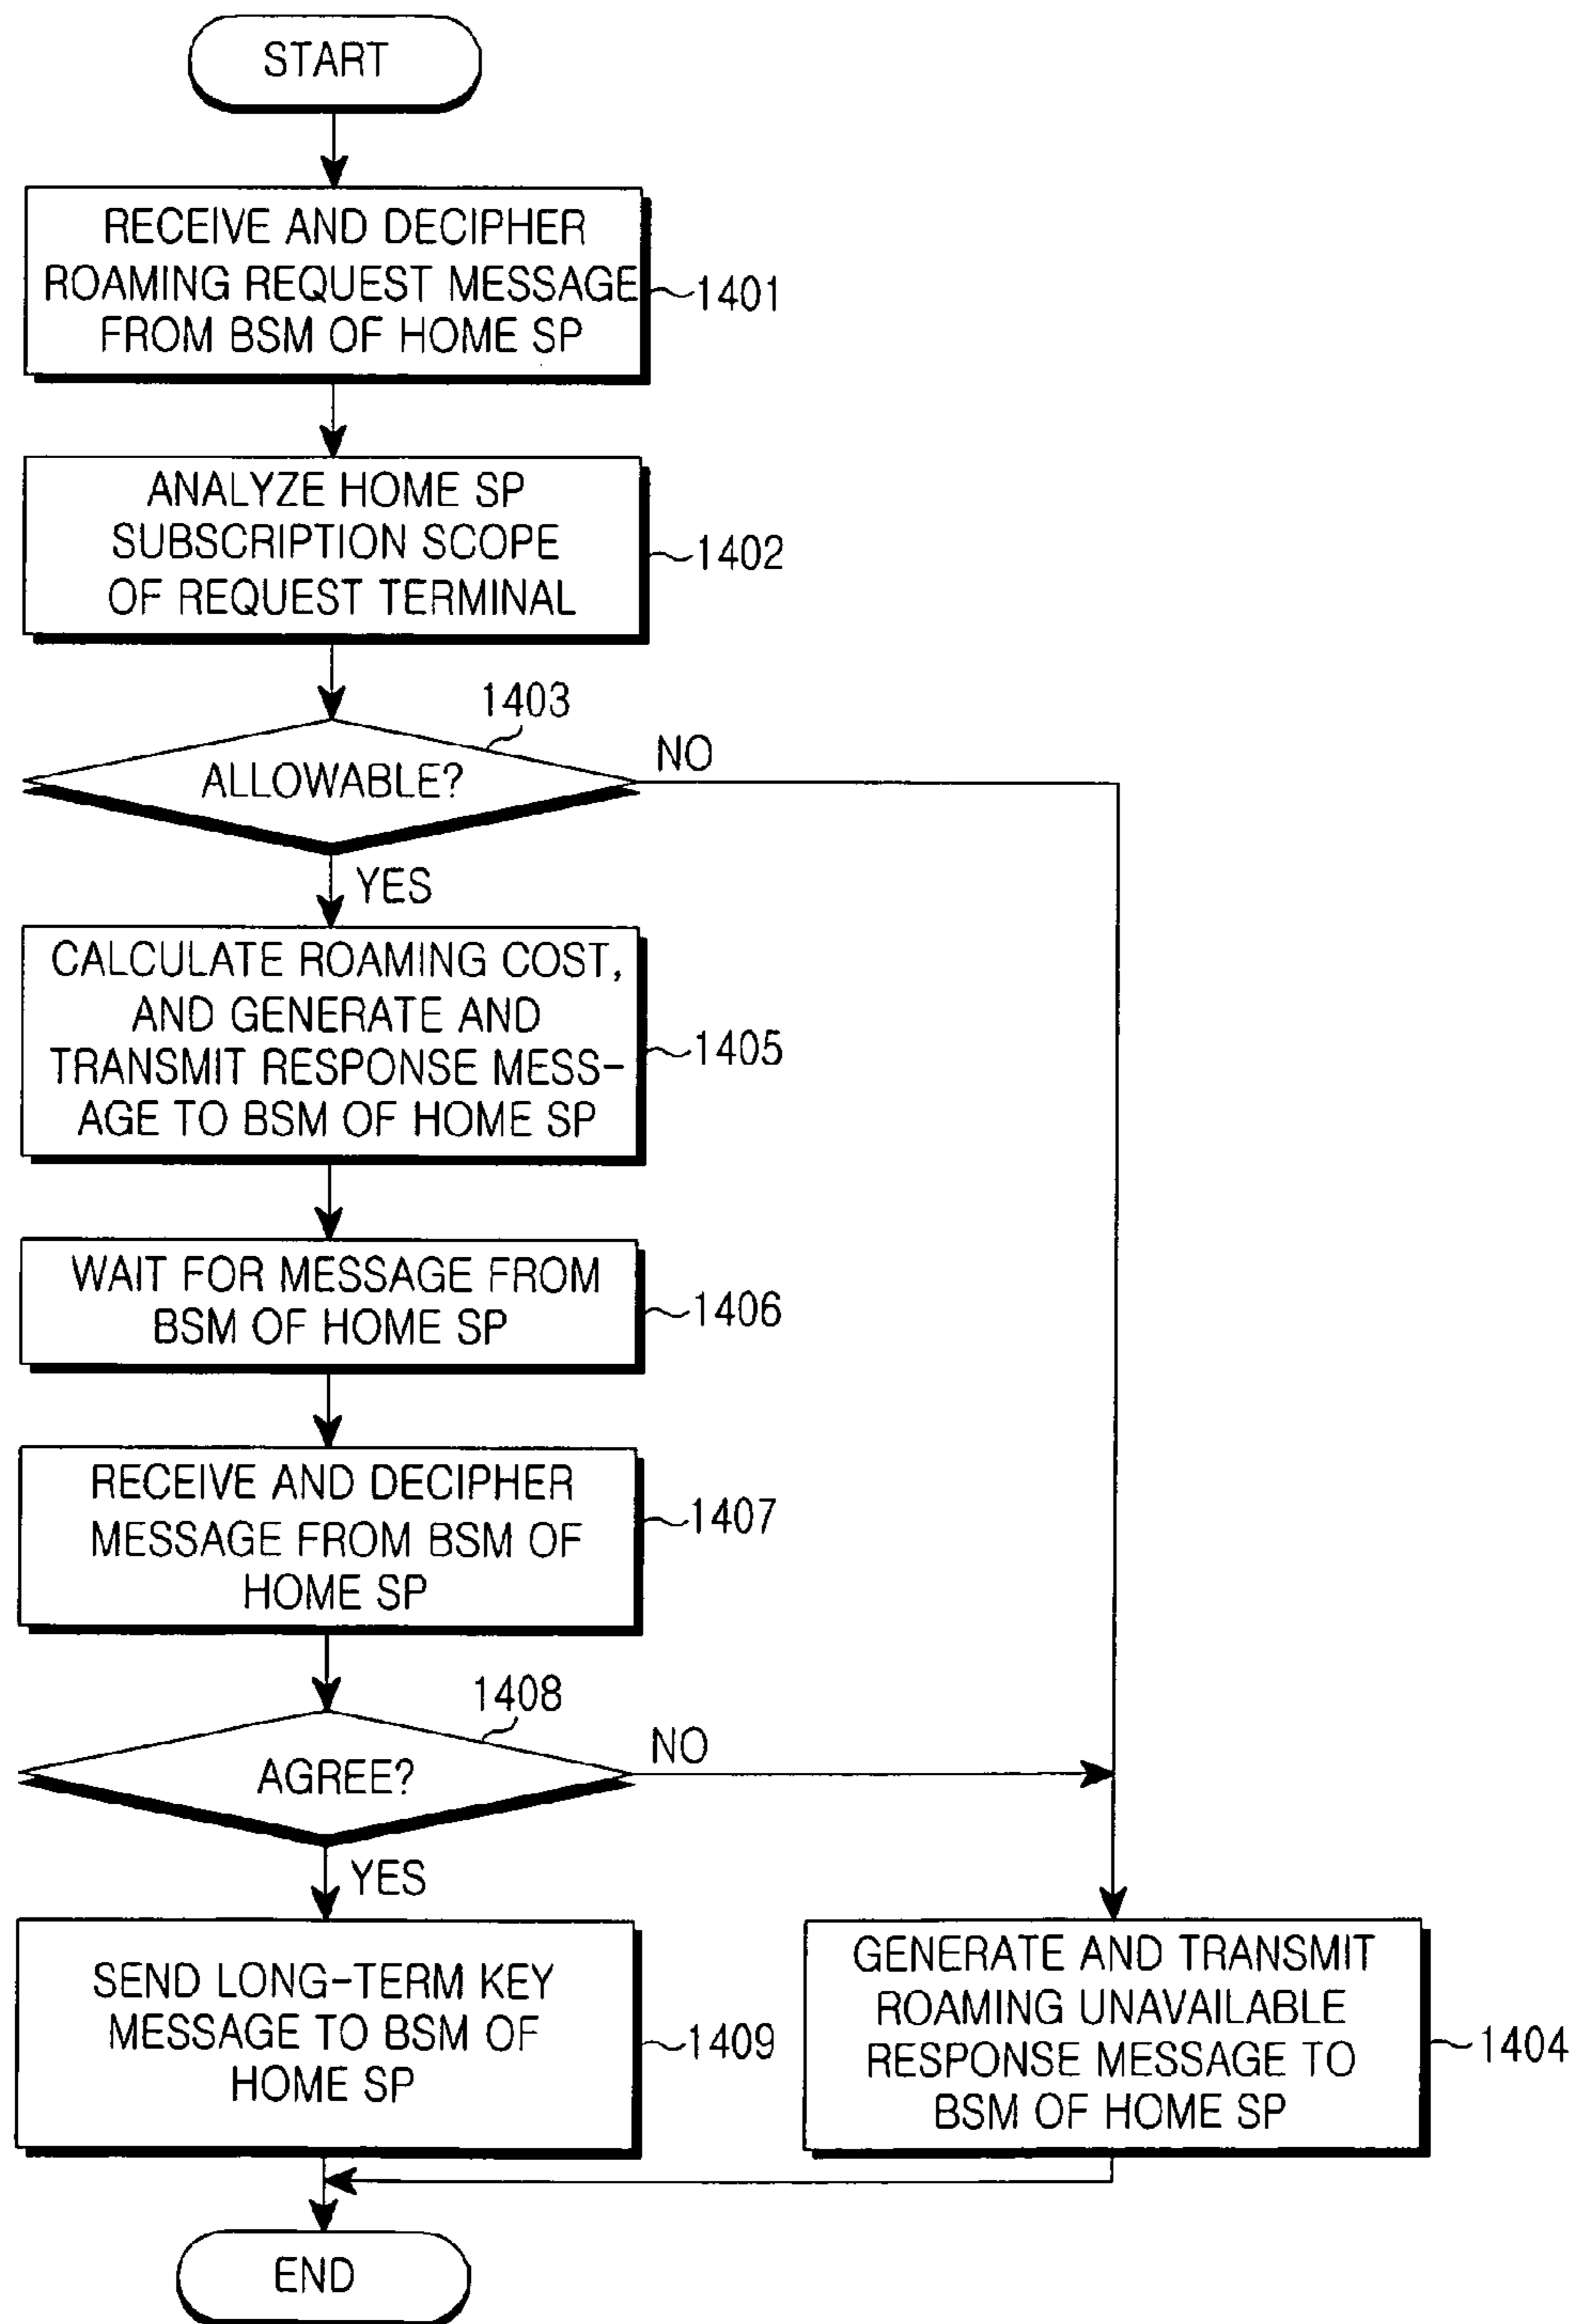 START
RECEIVE AND DECIPHER
ROAMING REQUEST MESSAGE
FROM BSM OF HOME SP
1401
ANALYZE HOME SP
SUBSCRIPTION SCOPE
OF REQUEST TERMINAL
1402
1403
ALLOWABLE?
NO
YES
CALCULATE ROAMING COST,
AND GENERATE AND
TRANSMIT RESPONSE MESS-
AGE TO BSM OF HOME SP
1405
WAIT FOR MESSAGE FROM
BSM OF HOME SP
1406
RECEIVE AND DECIPHER
MESSAGE FROM BSM OF
HOME SP
1407
1408
AGREE?
NO
YES
SEND LONG-TERM KEY
MESSAGE TO BSM OF
HOME SP
1409
GENERATE AND TRANSMIT
ROAMING UNAVAILABLE
RESPONSE MESSAGE TO
BSM OF HOME SP
1404
END